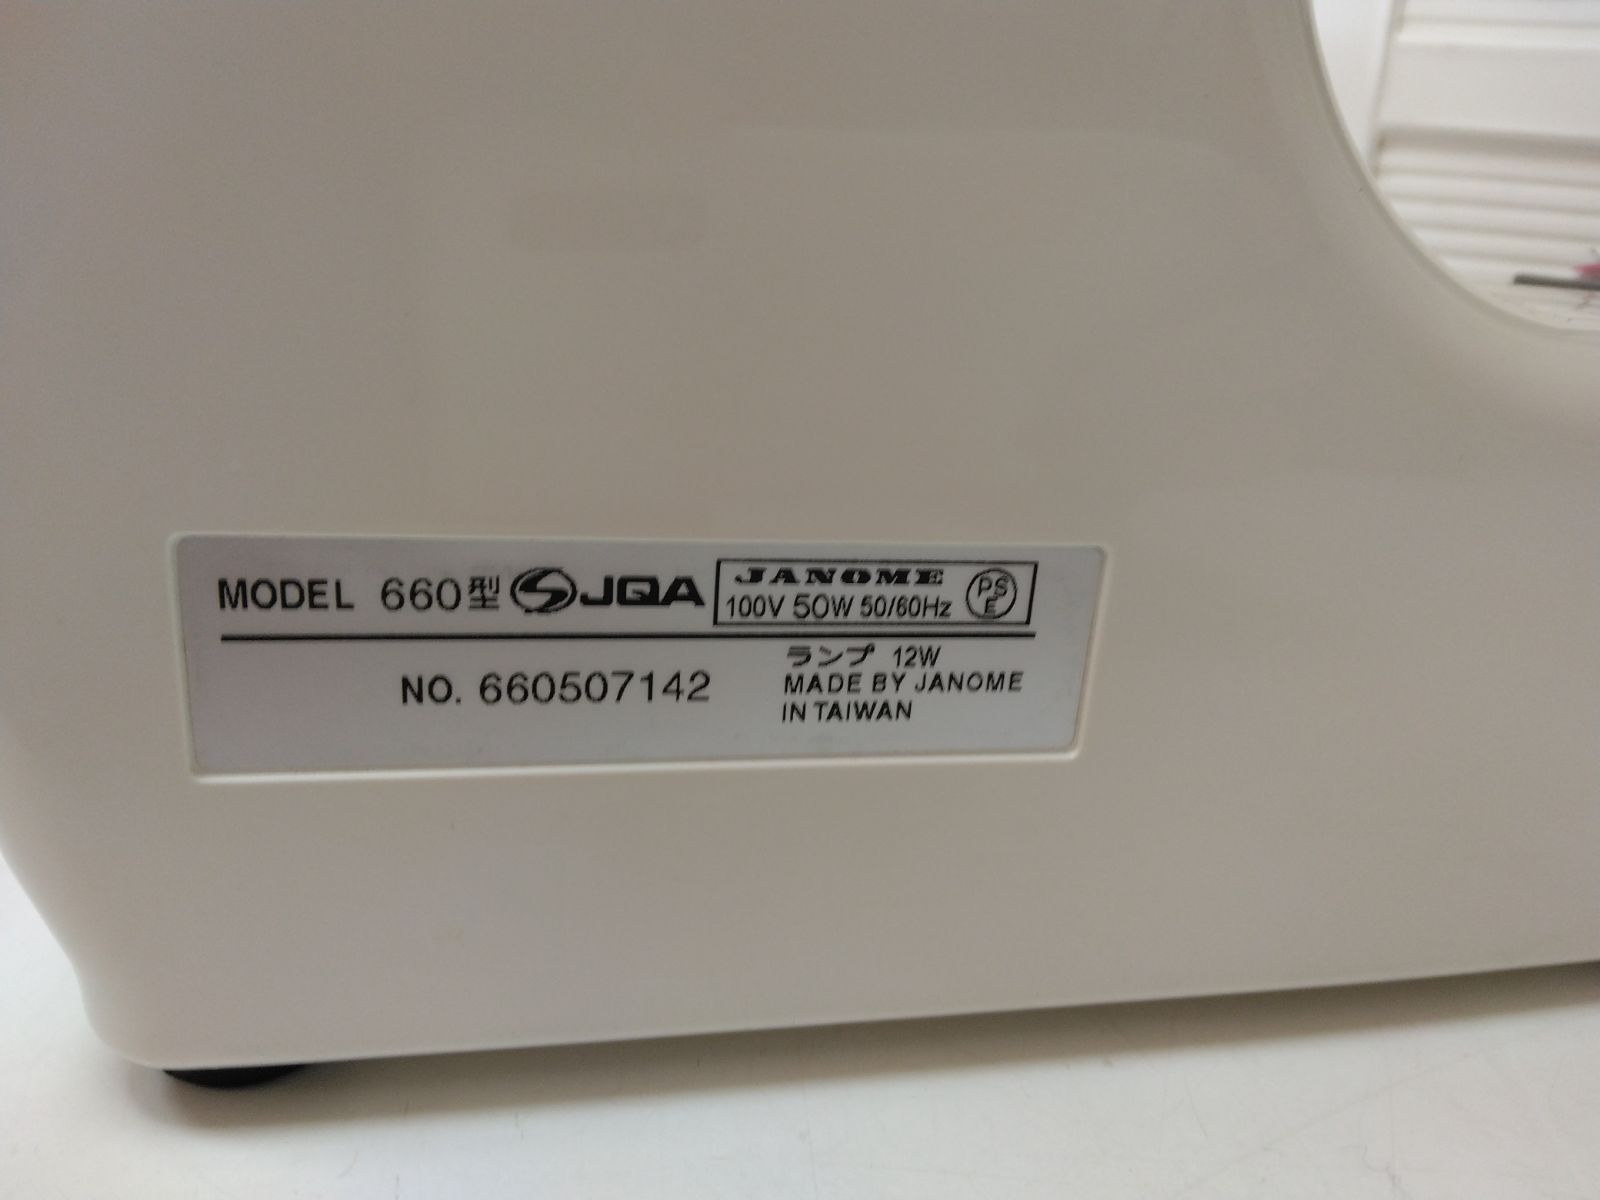 MODEL 660型 JQA JANOME
100V 50W 50/60Hz PSE
ランプ 12W
NO. 660507142 MADE BY JANOME
IN TAIWAN